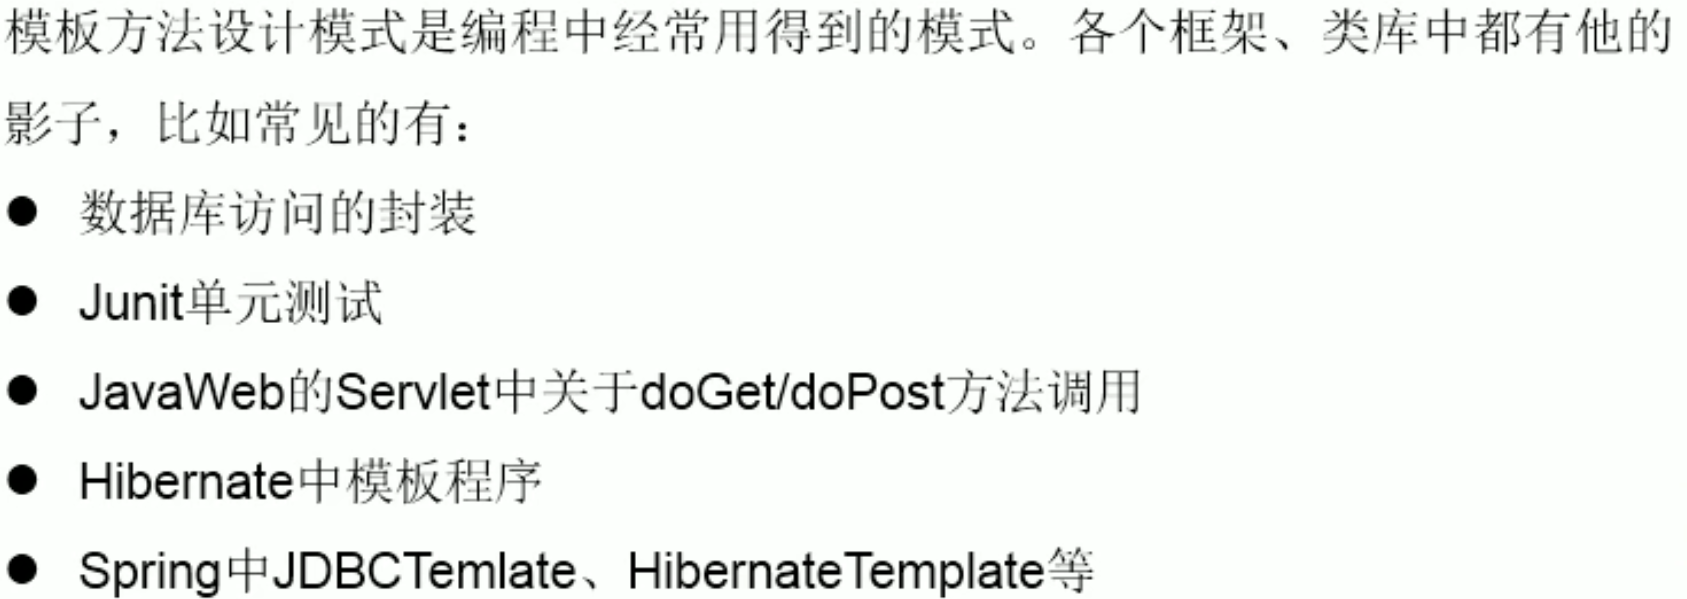 模板方法设计模式是编程中经常用得到的模式。各个框架、类库中都有他的
影子，比如常见的有：
● 数据库访问的封装
● Junit单元测试
● JavaWeb的Servlet中关于doGet/doPost方法调用
● Hibernate中模板程序
● Spring中JDBCTemlate、HibernateTemplate等